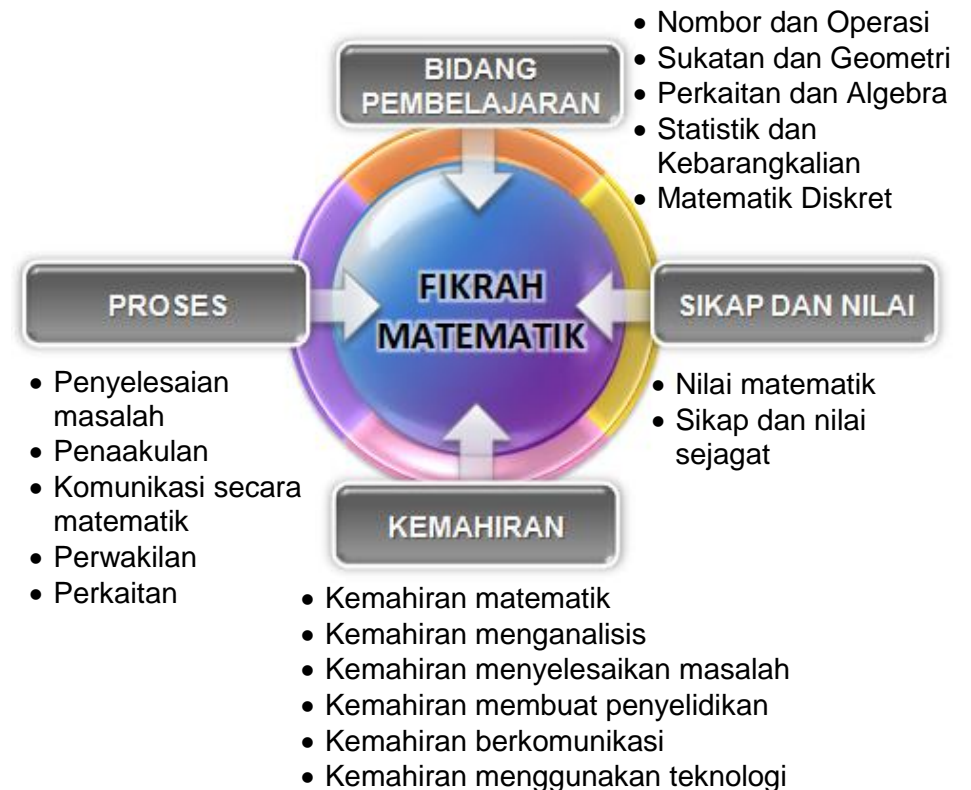 BIDANG
PEMBELAJARAN
• Nombor dan Operasi
• Sukatan dan Geometri
• Perkaitan dan Algebra
• Statistik dan
Kebarangkalian
• Matematik Diskret
FIKRAH
MATEMATIK
PROSES
• Penyelesaian
masalah
• Penaakulan
• Komunikasi secara
matematik
• Perwakilan
• Perkaitan
SIKAP DAN NILAI
• Nilai matematik
• Sikap dan nilai
sejagat
KEMAHIRAN
• Kemahiran matematik
• Kemahiran menganalisis
• Kemahiran menyelesaikan masalah
• Kemahiran membuat penyelidikan
• Kemahiran berkomunikasi
• Kemahiran menggunakan teknologi